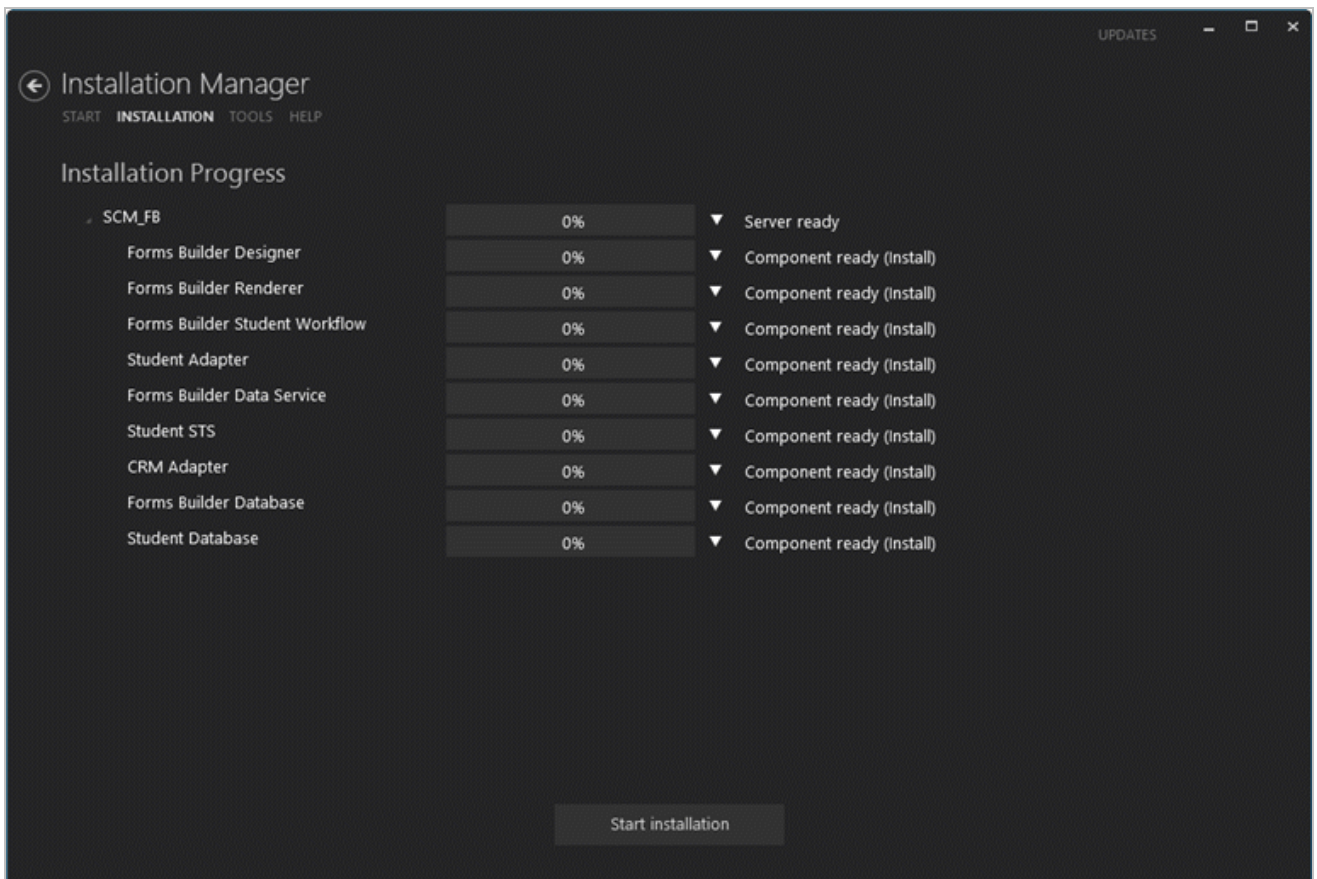 UPDATES
Installation Manager
START INSTALLATION TOOLS HELP
Installation Progress
SCM_FB 0% Server ready
Forms Builder Designer 0% Component ready (Install)
Forms Builder Renderer 0% Component ready (Install)
Forms Builder Student Workflow 0% Component ready (Install)
Student Adapter 0% Component ready (Install)
Forms Builder Data Service 0% Component ready (Install)
Student STS 0% Component ready (Install)
CRM Adapter 0% Component ready (Install)
Forms Builder Database 0% Component ready (Install)
Student Database 0% Component ready (Install)
Start installation